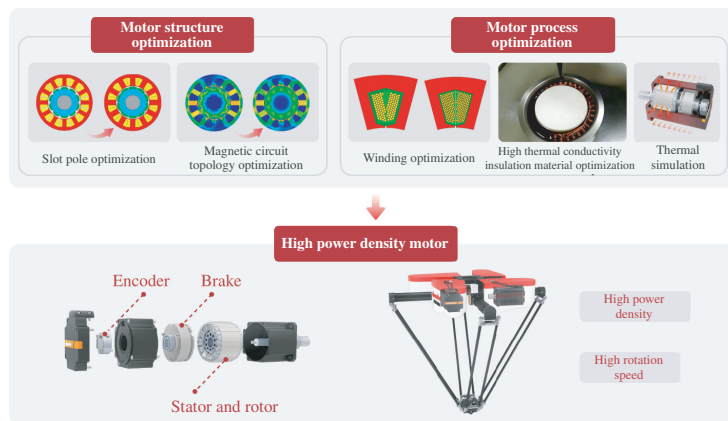 Motor structure
optimization
Motor process
optimization
Slot pole optimization
Magnetic circuit
topology optimization
Winding optimization
High thermal conductivity
insulation material optimization
Thermal
simulation
High power density motor
Encoder
Brake
Stator and rotor
High power
density
High rotation
speed